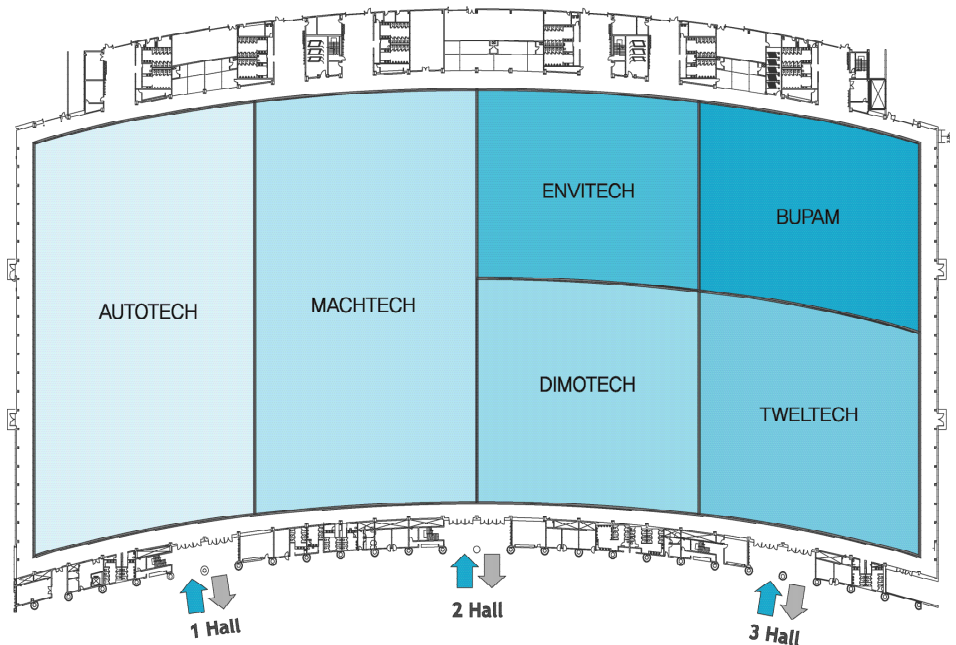 ENVITECH
BUPAM
AUTOTECH
MACHTECH
DIMOTECH
TWELTECH
1 Hall
2 Hall
3 Hall